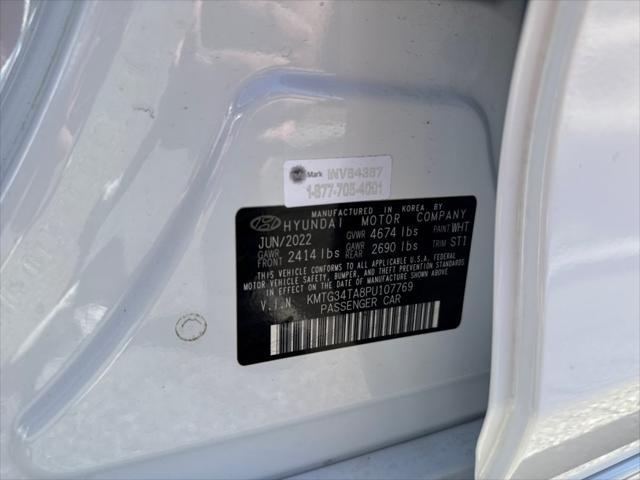 Mark INV64387
1-877-705-4001
MANUFACTURED IN KOREA BY
HYUNDAI MOTOR COMPANY
JUN/2022 GVWR 4674 lbs PAINT WHT
GAWR FRONT 2414 lbs GAWR REAR 2690 lbs TRIM STI
THIS VEHICLE CONFORMS TO ALL APPLICABLE U.S.A. FEDERAL
MOTOR VEHICLE SAFETY, BUMPER, AND THEFT PREVENTION
STANDARDS IN EFFECT ON THE DATE OF MANUFACTURE SHOWN ABOVE.
V.I.N KMTG34TA8PU107769
PASSENGER CAR